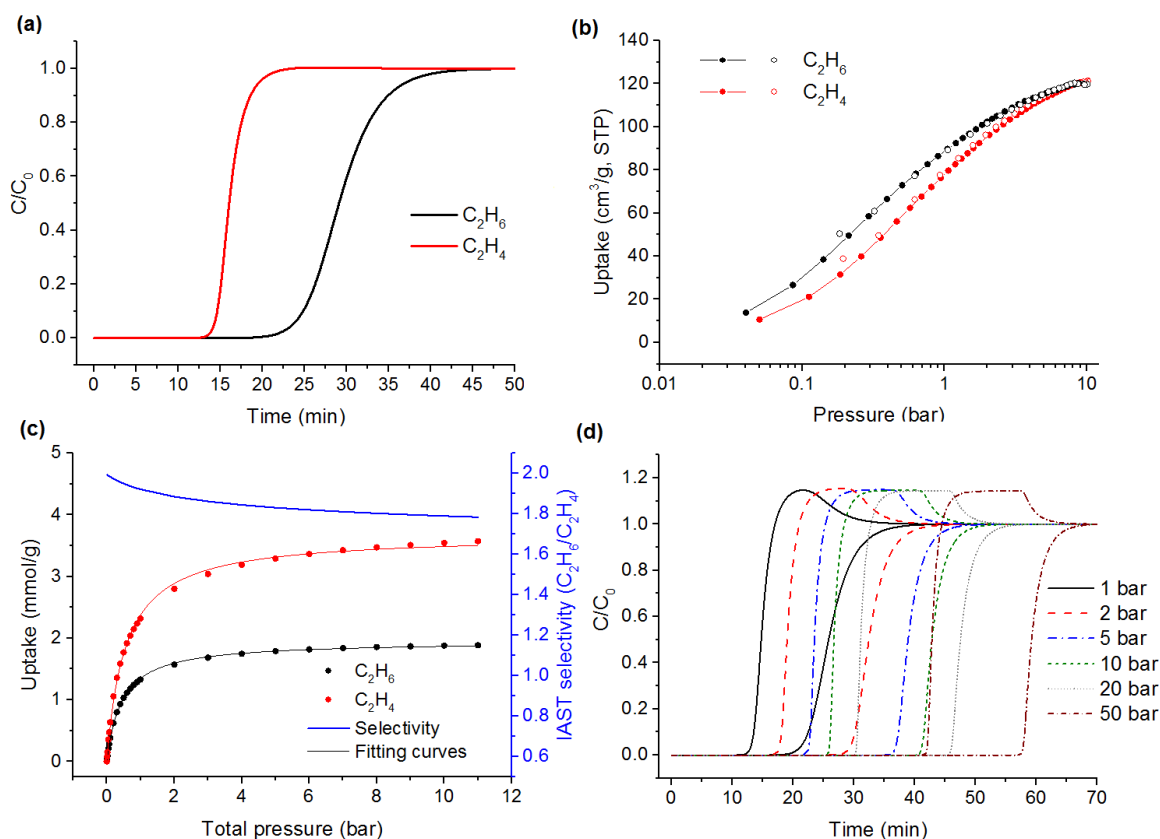 (a)
C/C₀
1.0
0.8
0.6
0.4
0.2
0.0
C₂H₆
C₂H₄
0 5 10 15 20 25 30 35 40 45 50
Time (min)
(b)
Uptake (cm³/g, STP)
140
120
100
80
60
40
20
0
C₂H₆
C₂H₄
0.01 0.1 1 10
Pressure (bar)
(c)
Uptake (mmol/g)
5
4
3
2
1
0
C₂H₆
C₂H₄
Selectivity
Fitting curves
0 2 4 6 8 10 12
Total pressure (bar)
2.0
1.8
1.6
1.4
1.2
1.0
0.8
0.6
IAST selectivity (C₂H₆/C₂H₄)
(d)
C/C₀
1.2
1.0
0.8
0.6
0.4
0.2
0.0
1 bar
2 bar
5 bar
10 bar
20 bar
50 bar
0 10 20 30 40 50 60 70
Time (min)